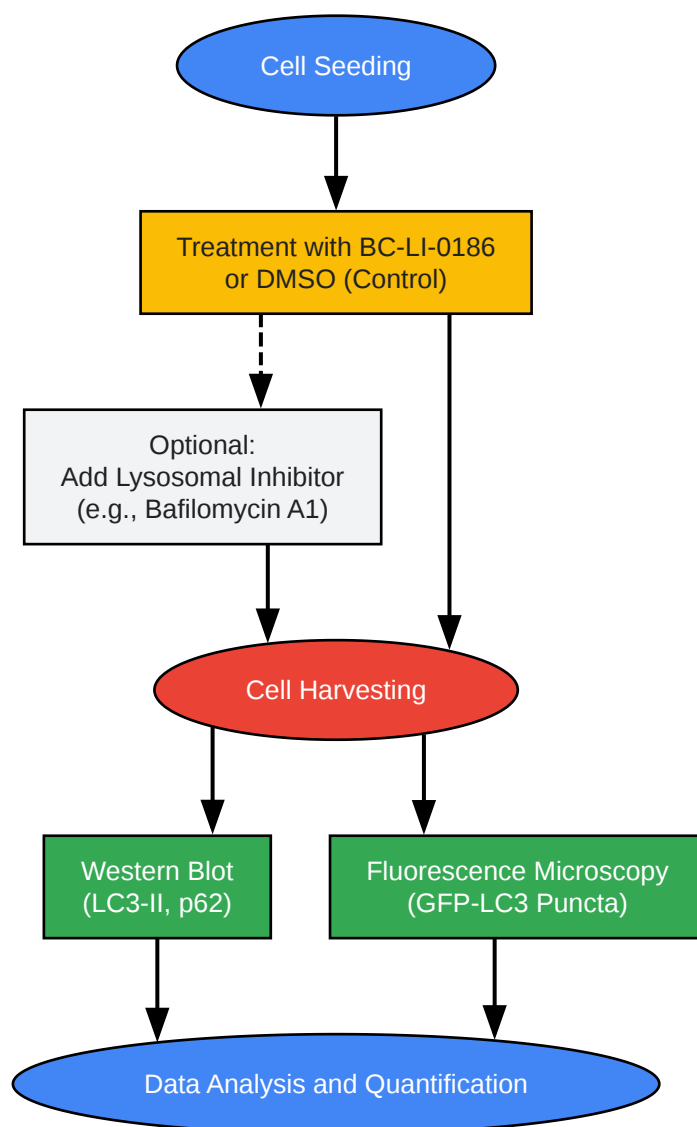 Cell Seeding
Treatment with BC-LI-0186
or DMSO (Control)
Optional:
Add Lysosomal Inhibitor
(e.g., Bafilomycin A1)
Cell Harvesting
Western Blot
(LC3-II, p62)
Fluorescence Microscopy
(GFP-LC3 Puncta)
Data Analysis and Quantification